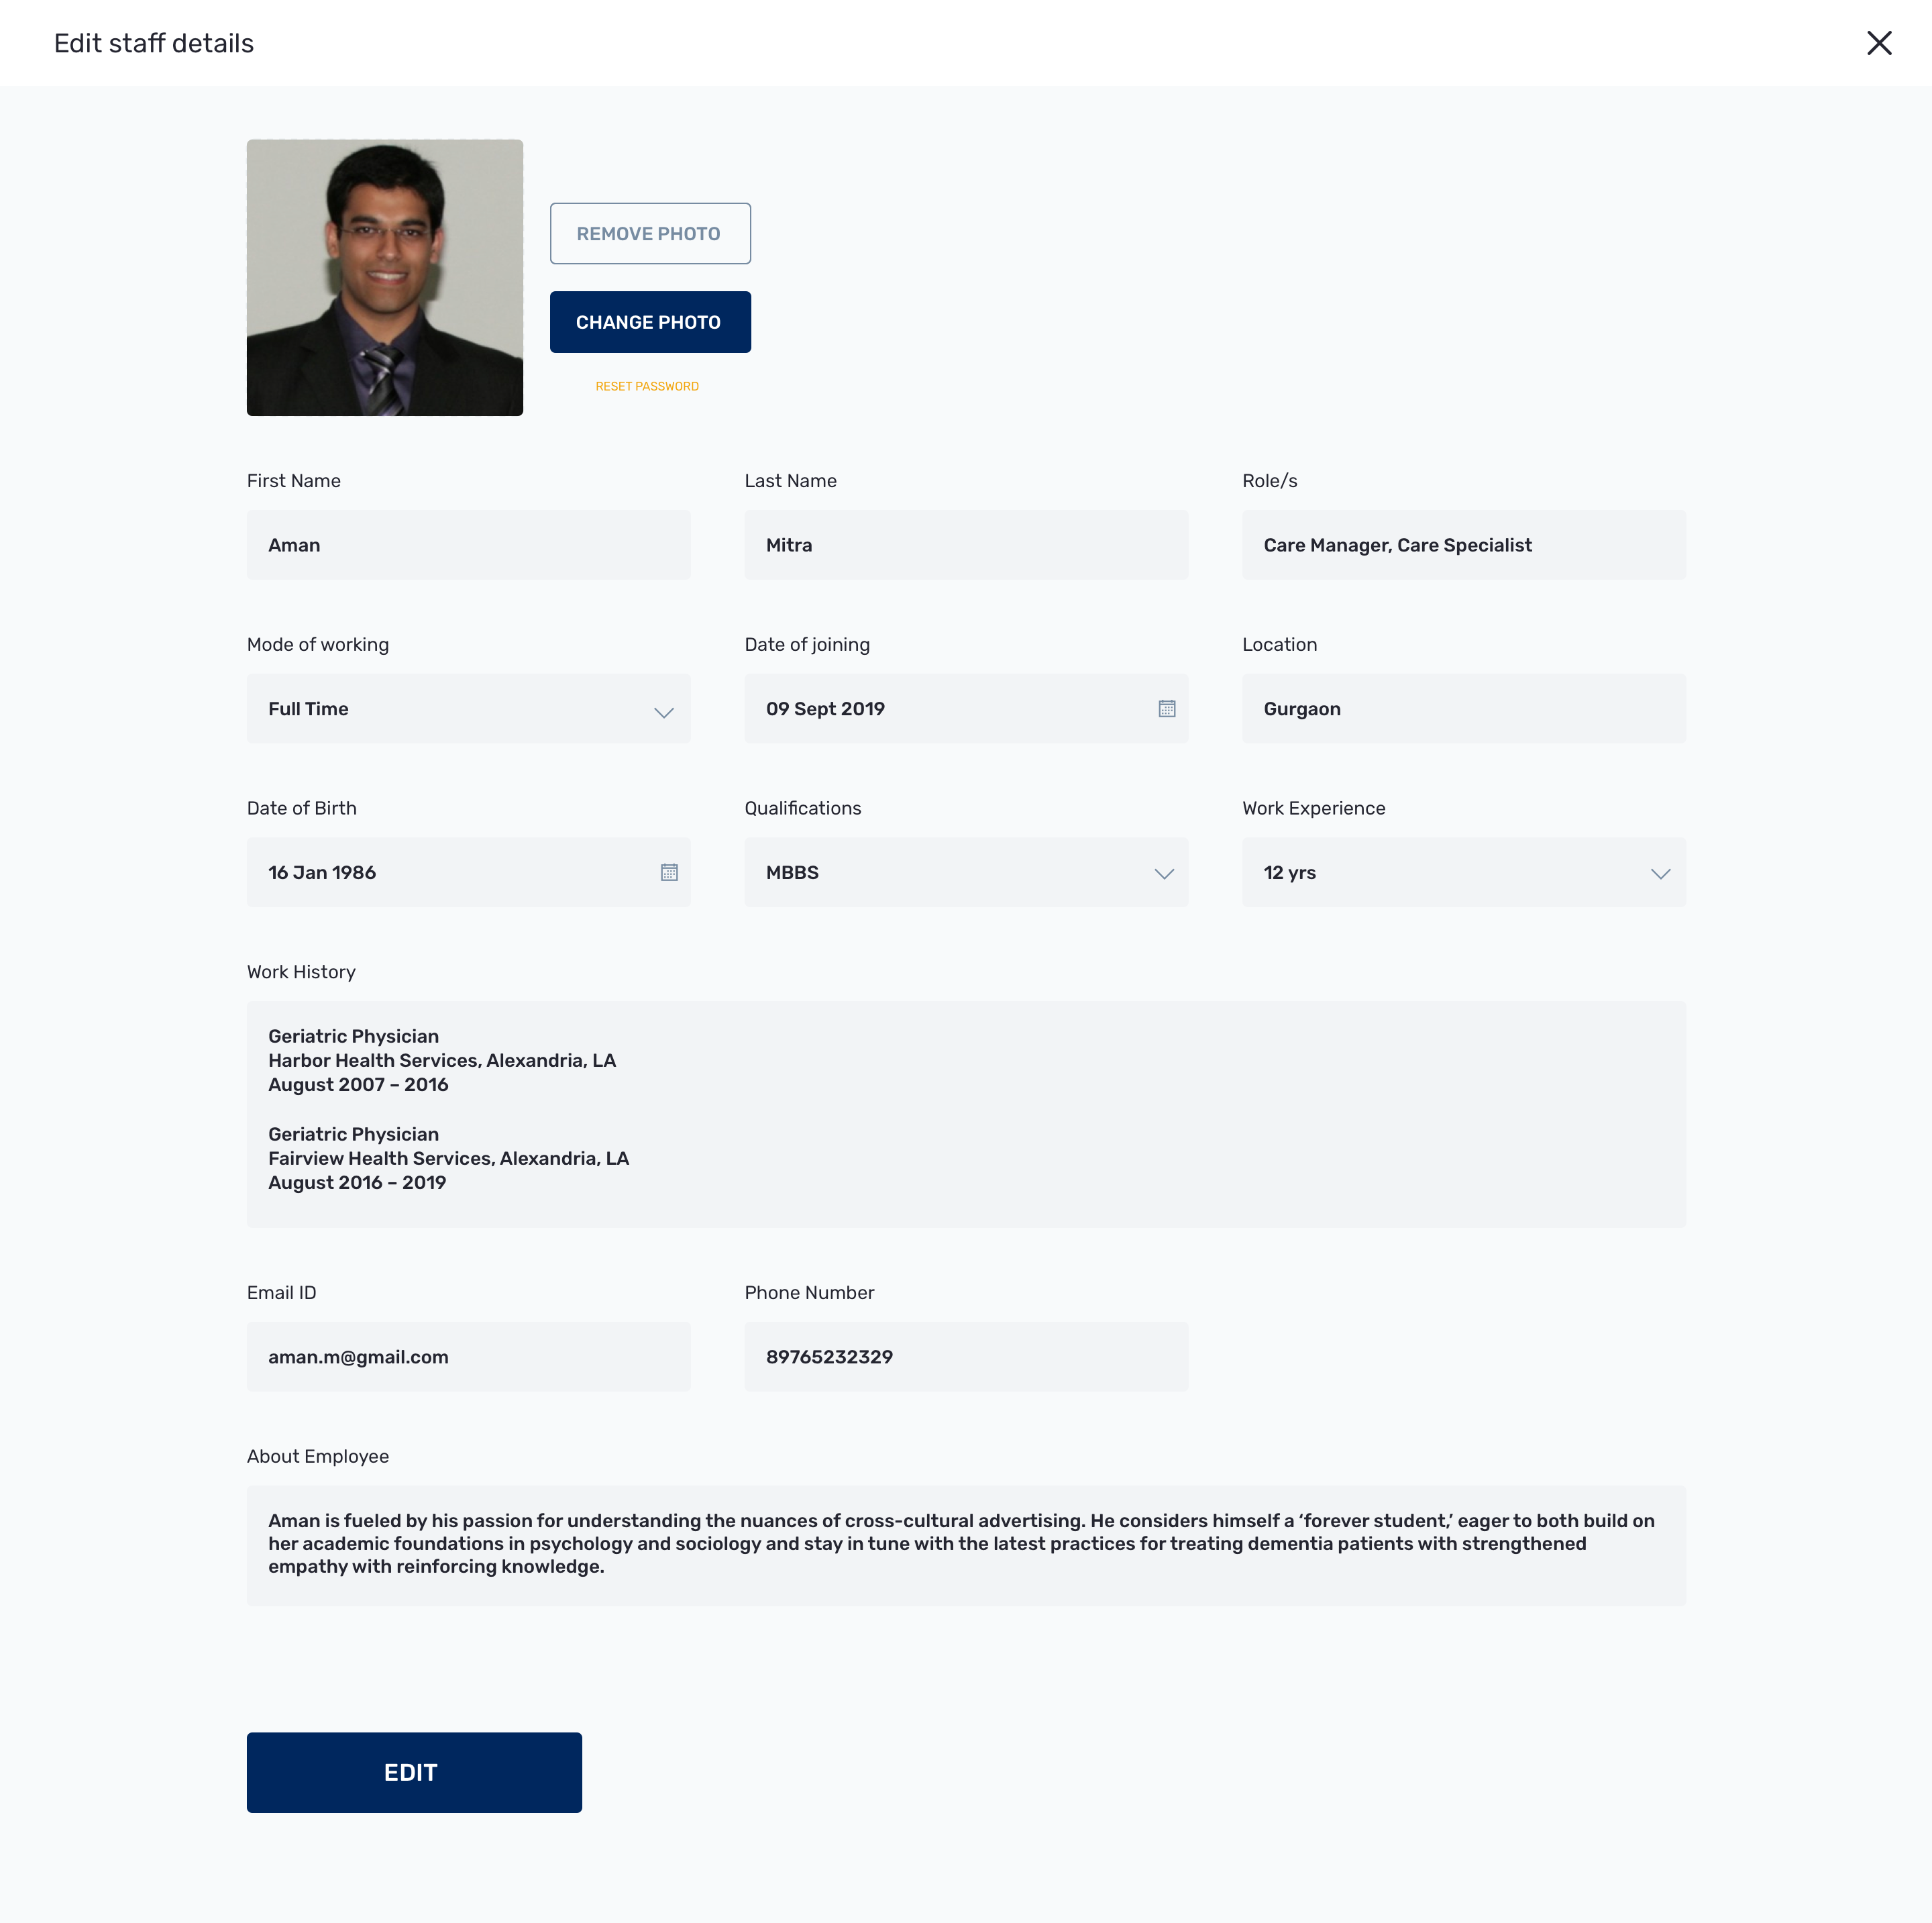 Edit staff details
REMOVE PHOTO
CHANGE PHOTO
RESET PASSWORD
First Name
Last Name
Role/s
Aman
Mitra
Care Manager, Care Specialist
Mode of working
Date of joining
Location
Full Time
09 Sept 2019
Gurgaon
Date of Birth
Qualifications
Work Experience
16 Jan 1986
MBBS
12 yrs
Work History
Geriatric Physician
Harbor Health Services, Alexandria, LA
August 2007 – 2016
Geriatric Physician
Fairview Health Services, Alexandria, LA
August 2016 – 2019
Email ID
Phone Number
aman.m@gmail.com
89765232329
About Employee
Aman is fueled by his passion for understanding the nuances of cross-cultural advertising. He considers himself a ‘forever student,’ eager to both build on
her academic foundations in psychology and sociology and stay in tune with the latest practices for treating dementia patients with strengthened
empathy with reinforcing knowledge.
EDIT